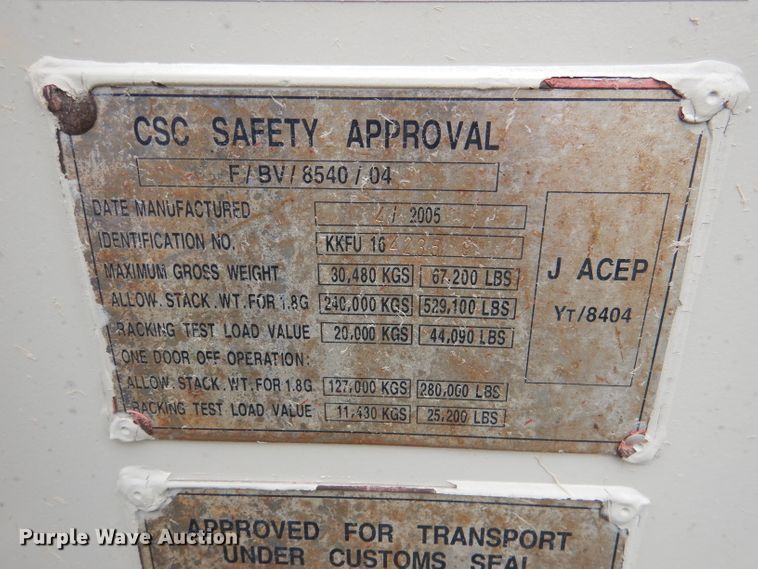 CSC SAFETY APPROVAL
F/BV/8540/04
DATE MANUFACTURED 4/2005
IDENTIFICATION NO. KKFU 16
MAXIMUM GROSS WEIGHT 30,480 KGS 67,200 LBS
ALLOW. STACK. WT. FOR 1.8G 240,000 KGS 529,100 LBS
RACKING TEST LOAD VALUE 20,000 KGS 44,090 LBS
ONE DOOR OFF OPERATION:
ALLOW. STACK. WT. FOR 1.8G 127,000 KGS 280,000 LBS
RACKING TEST LOAD VALUE 11,430 KGS 25,200 LBS
J ACEP
YT/8404
APPROVED FOR TRANSPORT
UNDER CUSTOMS SEAL
Purple Wave Auction